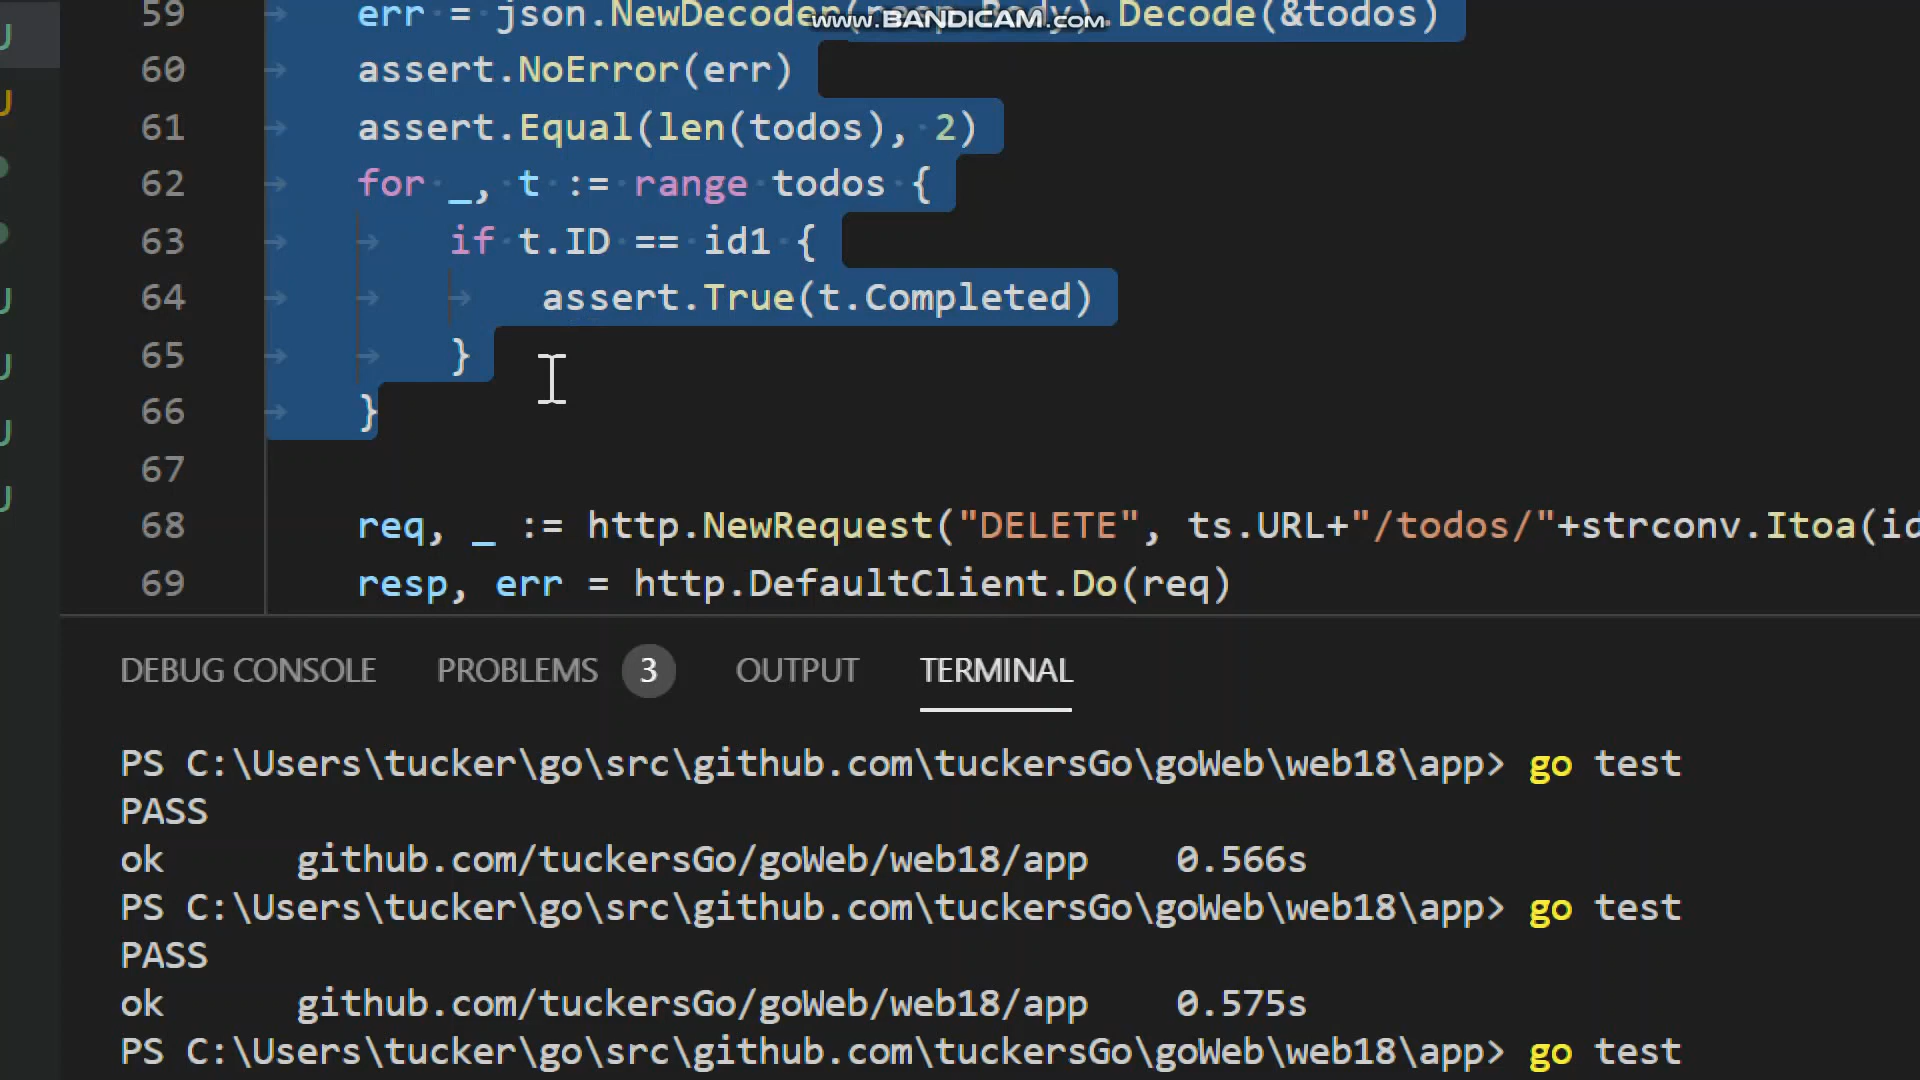 www.BANDICAM.com
59 err = json.NewDecoder(resp.Body).Decode(&todos)
60 assert.NoError(err)
61 assert.Equal(len(todos), 2)
62 for _, t := range todos {
63 if t.ID == id1 {
64 assert.True(t.Completed)
65 }
66 }
67
68 req, _ := http.NewRequest("DELETE", ts.URL+"/todos/"+strconv.Itoa(id
69 resp, err = http.DefaultClient.Do(req)
DEBUG CONSOLE PROBLEMS 3 OUTPUT TERMINAL
PS C:\Users\tucker\go\src\github.com\tuckersGo\goWeb\web18\app> go test
PASS
ok github.com/tuckersGo/goWeb/web18/app 0.566s
PS C:\Users\tucker\go\src\github.com\tuckersGo\goWeb\web18\app> go test
PASS
ok github.com/tuckersGo/goWeb/web18/app 0.575s
PS C:\Users\tucker\go\src\github.com\tuckersGo\goWeb\web18\app> go test